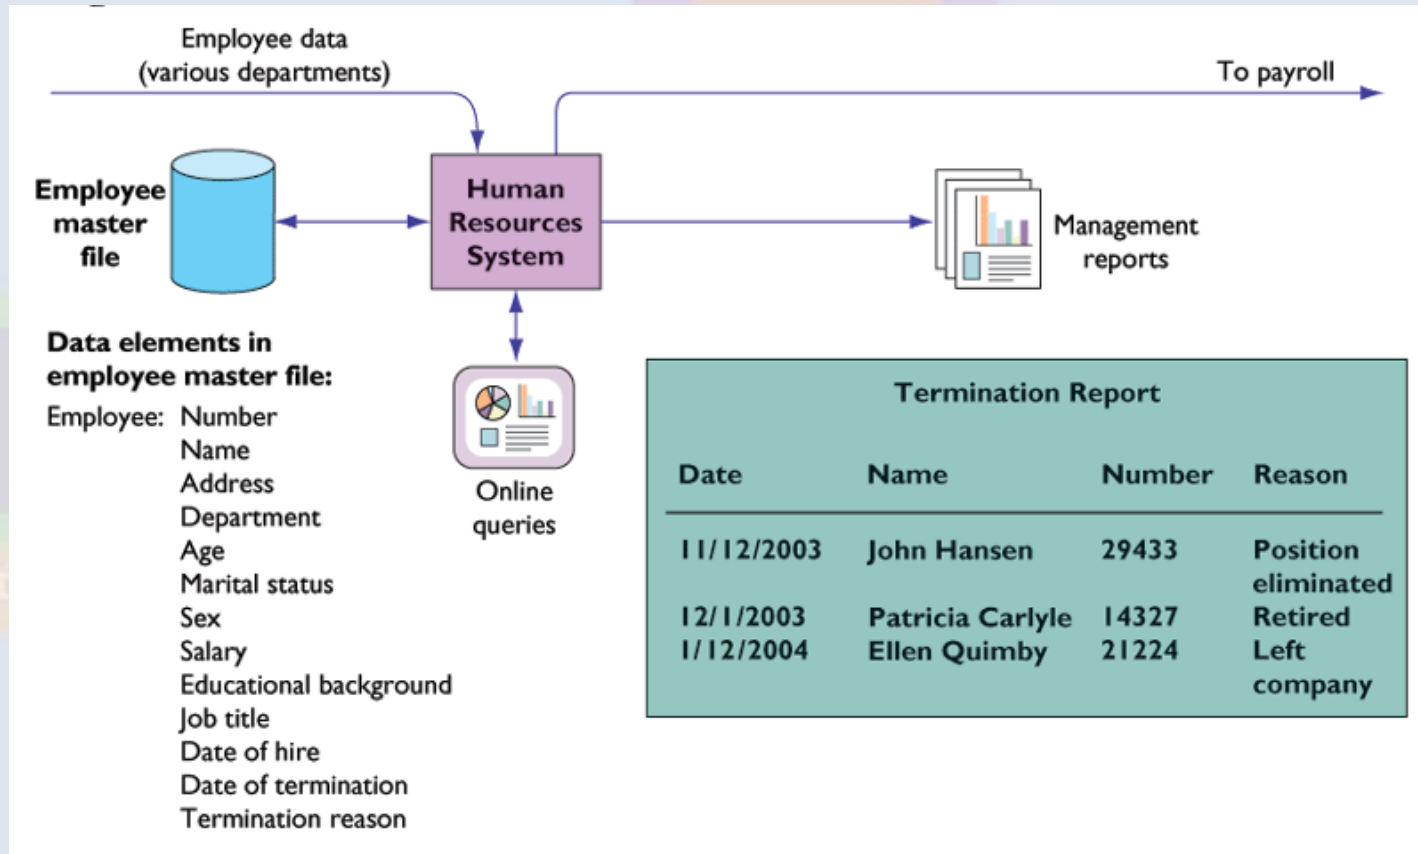 Employee data
(various departments)
To payroll
Employee
master
file
Human
Resources
System
Management
reports
Data elements in
employee master file:
Employee: Number
Name
Address
Department
Age
Marital status
Sex
Salary
Educational background
Job title
Date of hire
Date of termination
Termination reason
Online
queries
Termination Report
Date Name Number Reason
11/12/2003 John Hansen 29433 Position
eliminated
12/1/2003 Patricia Carlyle 14327 Retired
1/12/2004 Ellen Quimby 21224 Left
company